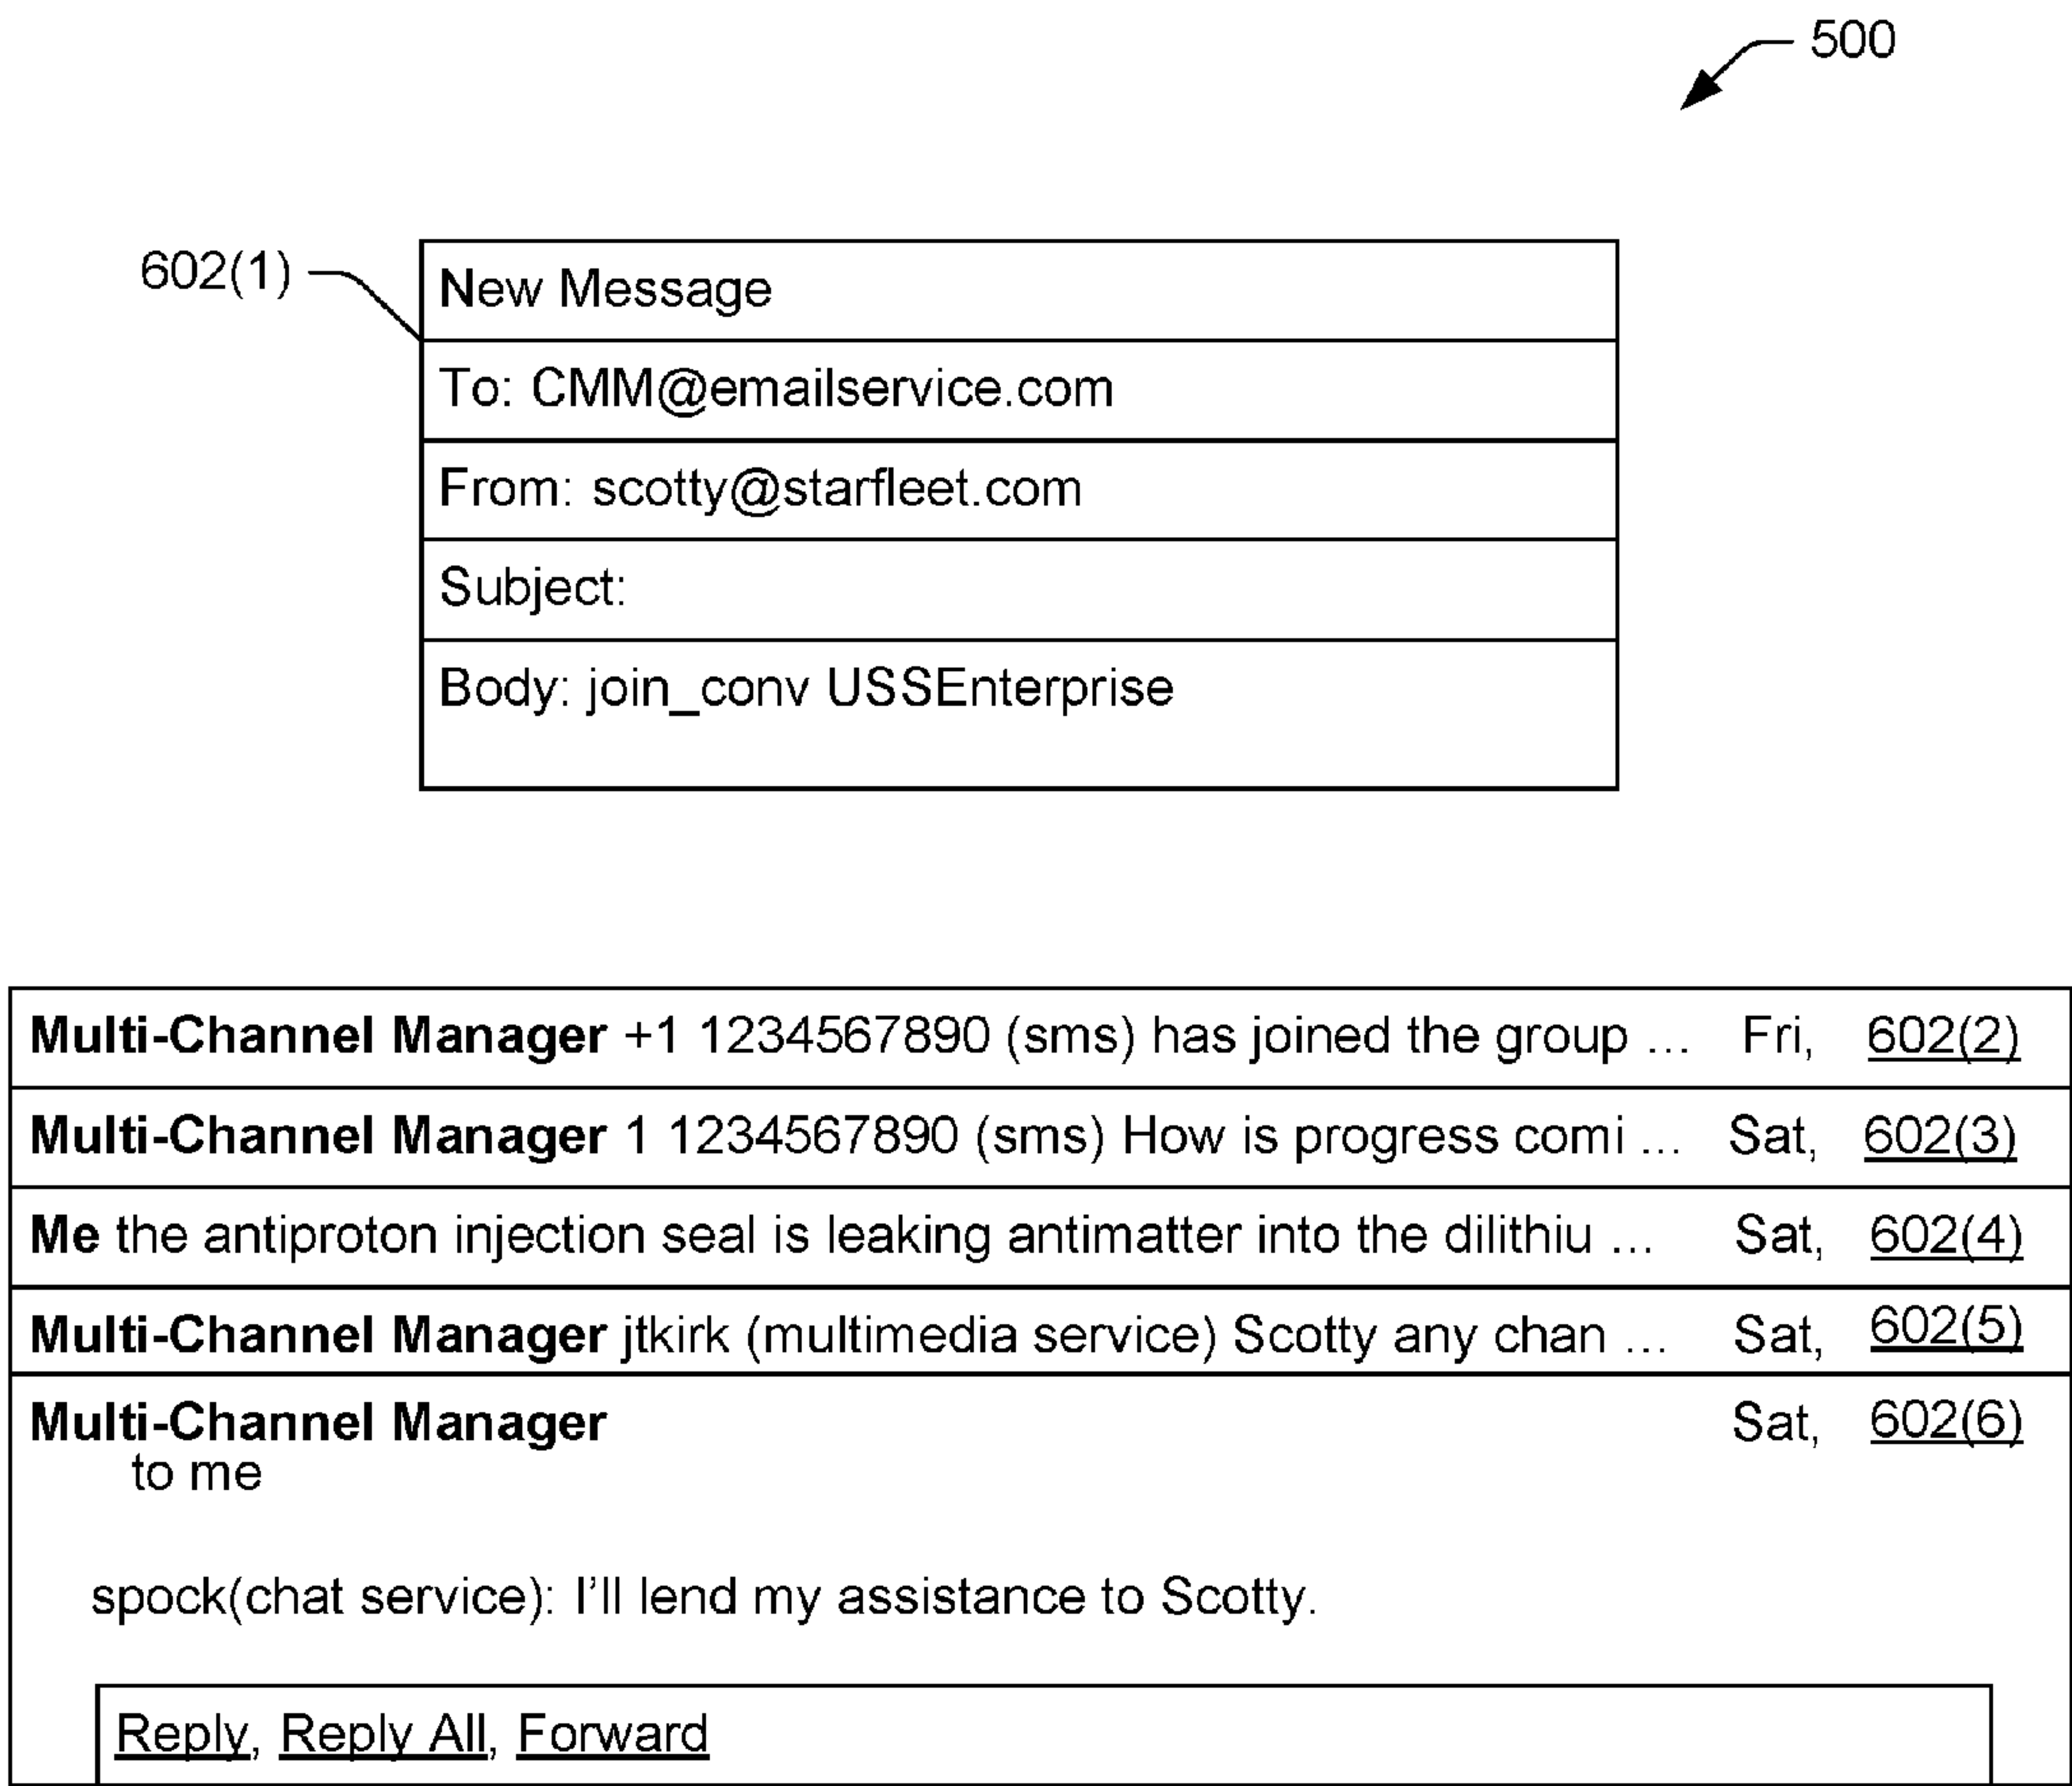 500
602(1)
New Message
To: CMM@emailservice.com
From: scotty@starfleet.com
Subject:
Body: join_conv USSEnterprise
Multi-Channel Manager +1 1234567890 (sms) has joined the group ... Fri, 602(2)
Multi-Channel Manager 1 1234567890 (sms) How is progress comi ... Sat, 602(3)
Me the antiproton injection seal is leaking antimatter into the dilithiu ... Sat, 602(4)
Multi-Channel Manager jtkirk (multimedia service) Scotty any chan ... Sat, 602(5)
Multi-Channel Manager Sat, 602(6)
to me
spock(chat service): I’ll lend my assistance to Scotty.
Reply, Reply All, Forward